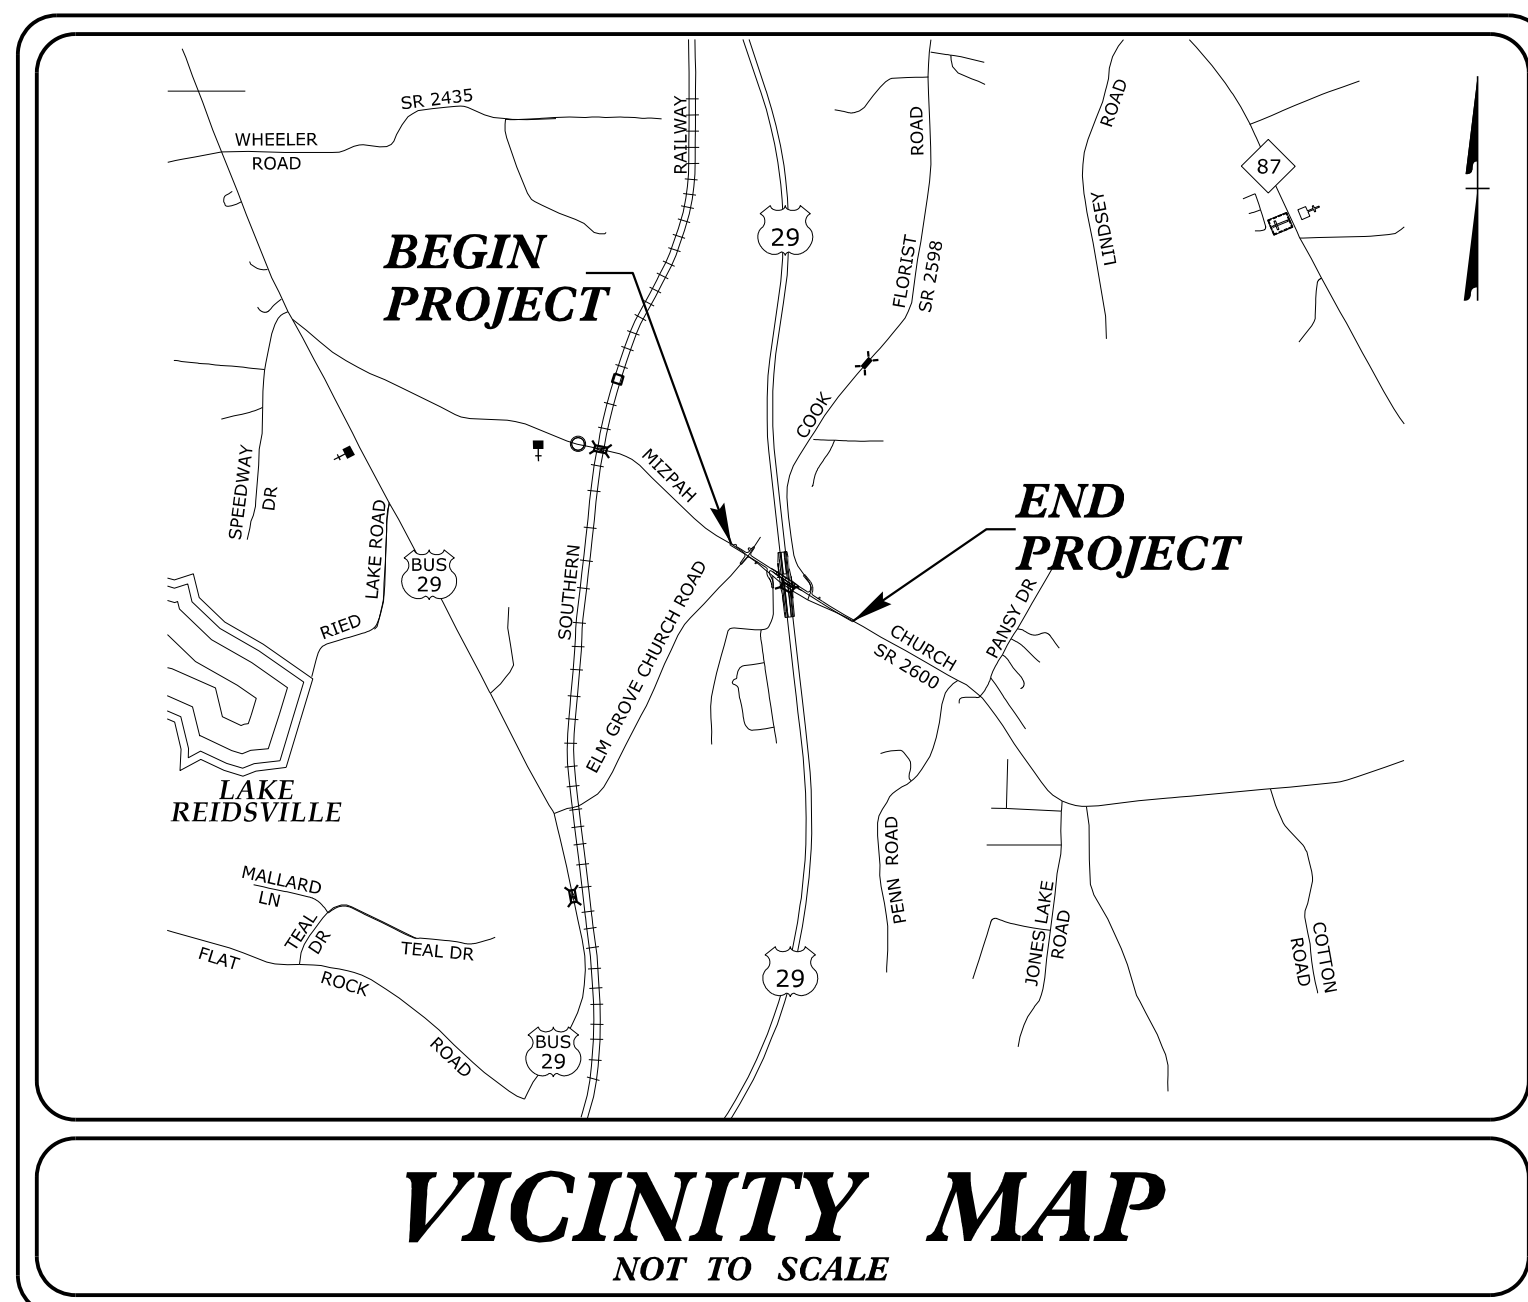 SR 2435
WHEELER
ROAD
RAILWAY
ROAD
ROAD
87
LINDSEY
29
BEGIN
PROJECT
FLORIST
SR 2598
COOK
MIZPAH
SPEEDWAY
DR
LAKE ROAD
RIED
BUS
29
SOUTHERN
ELM GROVE CHURCH ROAD
END
PROJECT
PANSY DR
CHURCH
SR 2600
LAKE
REIDSVILLE
MALLARD
LN
TEAL
DR
TEAL DR
FLAT
ROCK
ROAD
BUS
29
29
PENN ROAD
JONES LAKE
ROAD
COTTON
ROAD
VICINITY MAP
NOT TO SCALE